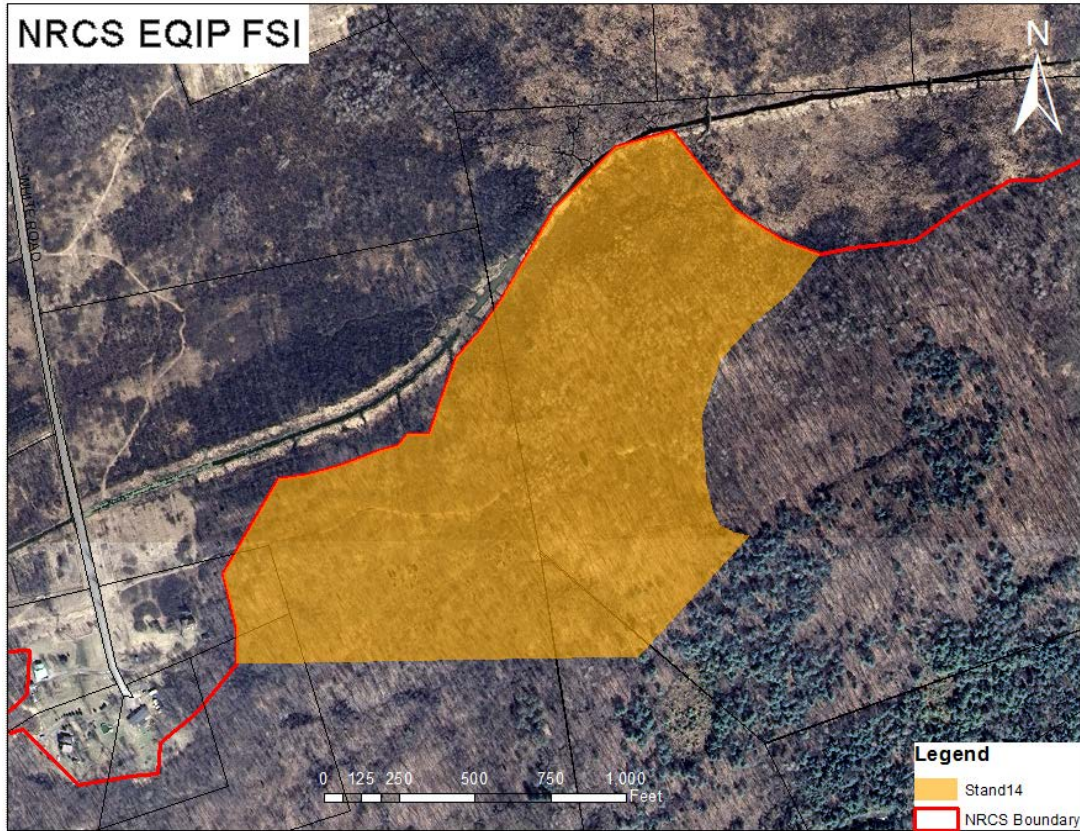 NRCS EQIP FSI
N
WHITE ROAD
0 125 250 500 750 1,000
Feet
Legend
Stand14
NRCS Boundary